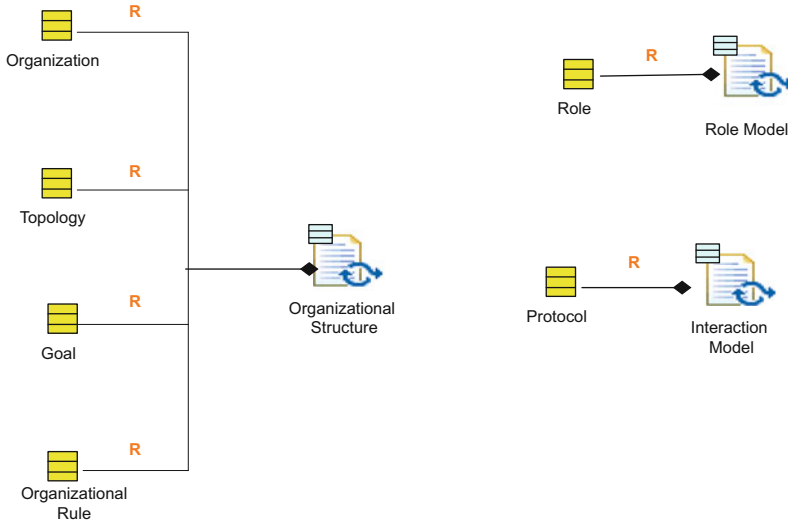 R
Organization
R
Topology
R
Goal
R
Organizational
Rule
Organizational
Structure
R
Role
Role Model
R
Protocol
Interaction
Model